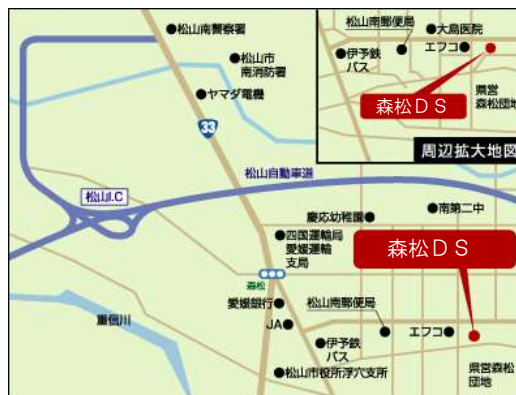 松山南警察署
松山市
南消防署
ヤマダ電機
33
松山自動車道
松山I.C
慶応幼稚園
南第二中
四国運輸局
愛媛運輸
支局
森松DS
森松
愛媛銀行
松山南郵便局
JA
エフコ
伊予鉄
バス
重信川
松山市役所浮穴支所
県営森松
団地
松山南郵便局
大島医院
エフコ
伊予鉄
バス
県営
森松団地
森松DS
周辺拡大地図